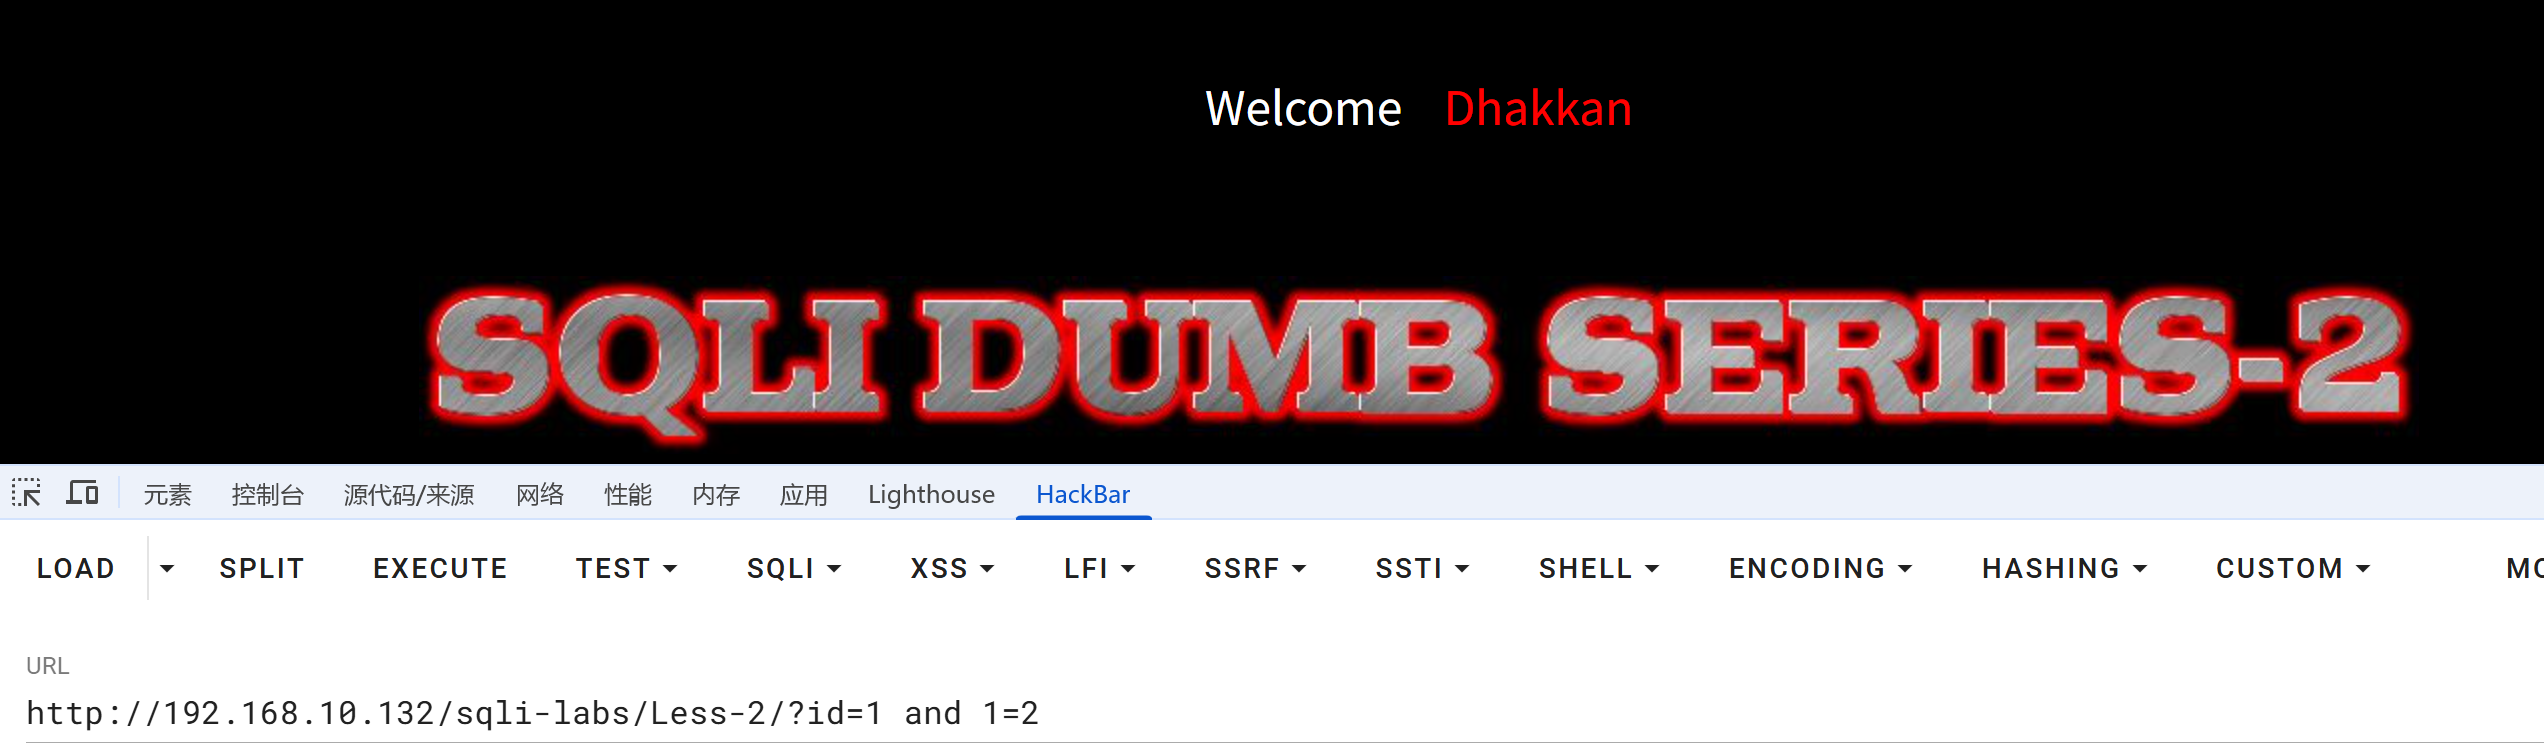 Welcome Dhakkan
SQLI DUMB SERIES-2
元素 控制台 源代码/来源 网络 性能 内存 应用 Lighthouse HackBar
LOAD SPLIT EXECUTE TEST SQLI XSS LFI SSRF SSTI SHELL ENCODING HASHING CUSTOM
URL
http://192.168.10.132/sqli-labs/Less-2/?id=1 and 1=2